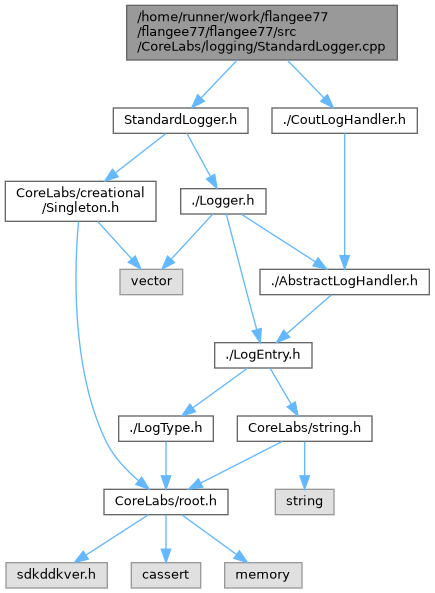 /home/runner/work/flangee77
/flangee77/flangee77/src
/CoreLabs/logging/StandardLogger.cpp
StandardLogger.h
./CoutLogHandler.h
CoreLabs/creational
/Singleton.h
./Logger.h
vector
./AbstractLogHandler.h
./LogEntry.h
./LogType.h
CoreLabs/string.h
CoreLabs/root.h
string
sdkddkver.h
cassert
memory